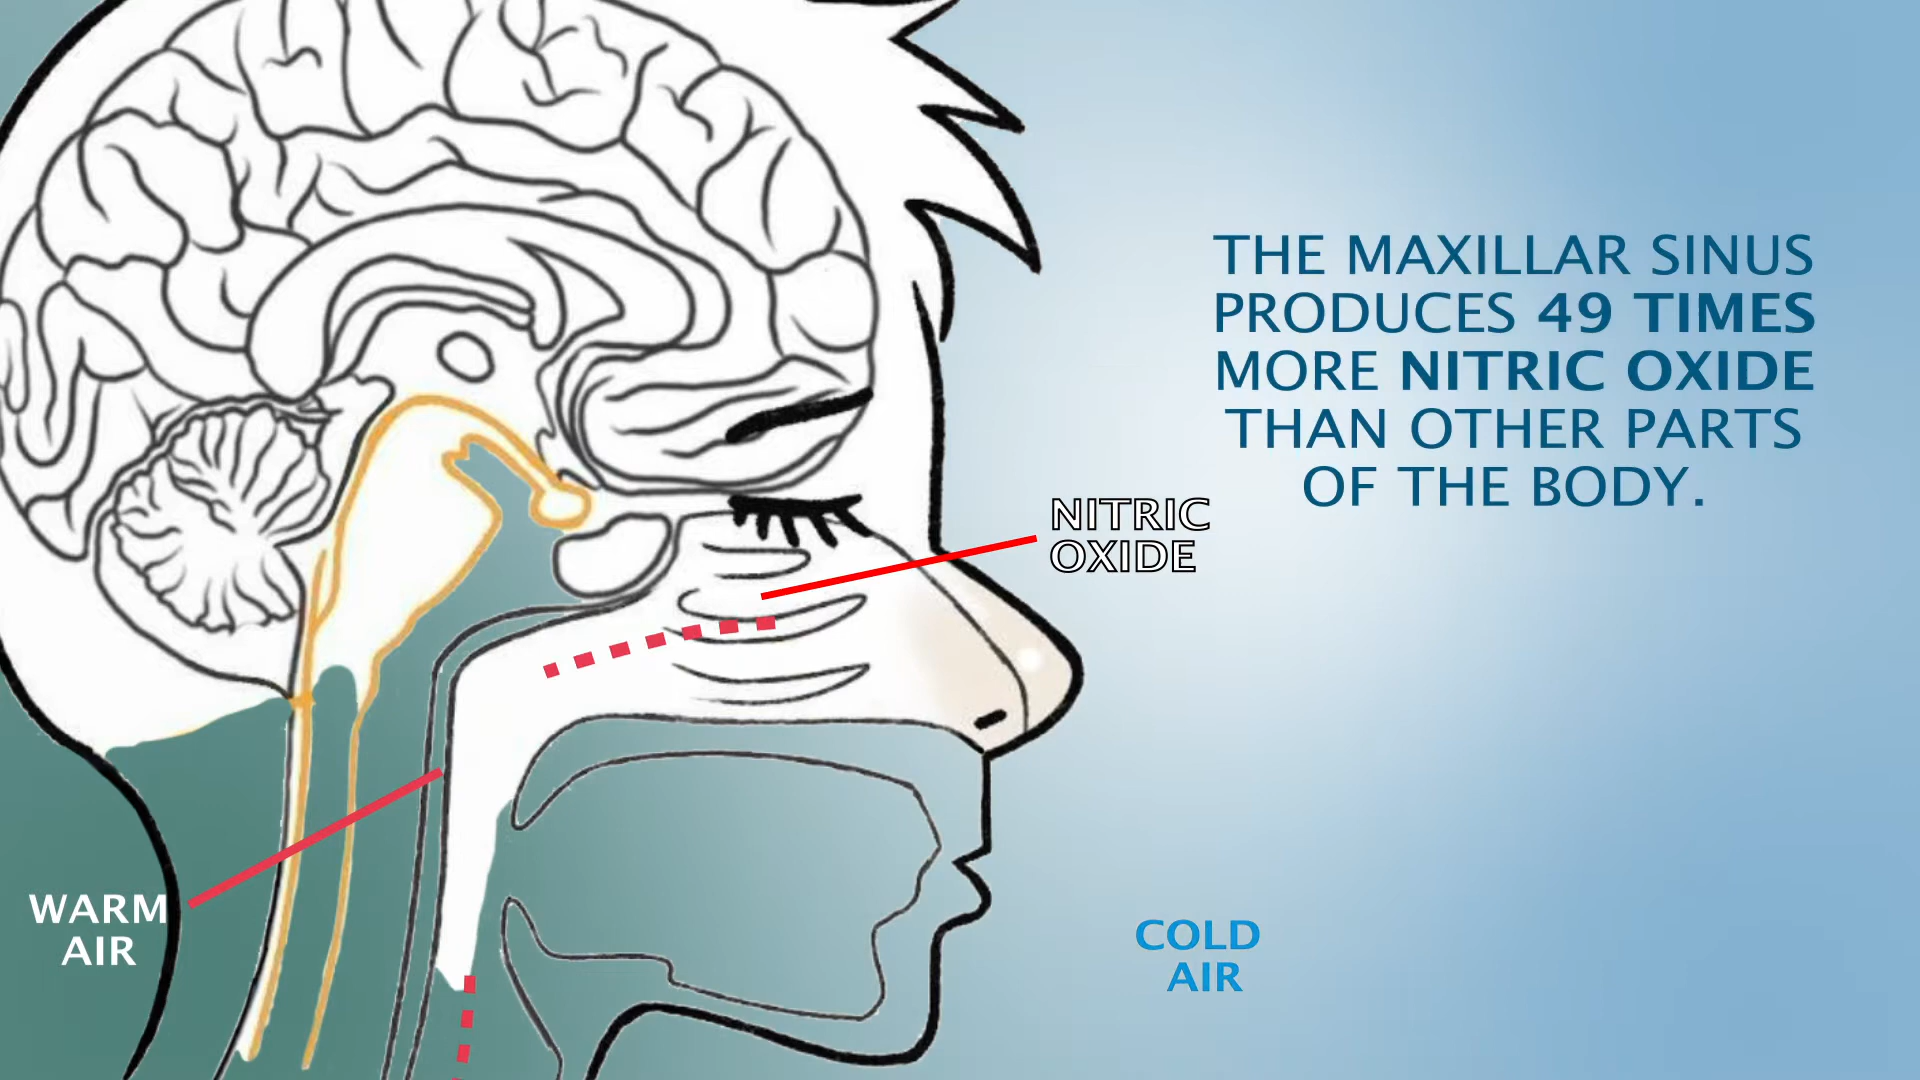 THE MAXILLAR SINUS
PRODUCES 49 TIMES
MORE NITRIC OXIDE
THAN OTHER PARTS
OF THE BODY.
NITRIC
OXIDE
WARM
AIR
COLD
AIR